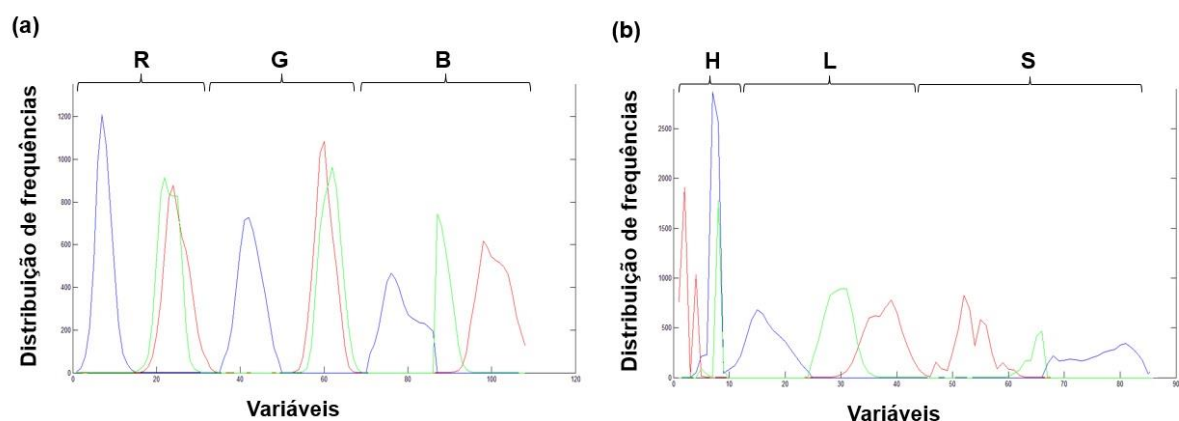 (a)
R G B
Distribuição de frequências
1200
1000
800
600
400
200
0
0 20 40 60 80 100 120
Variáveis
(b)
H L S
Distribuição de frequências
2500
2000
1500
1000
500
0
0 10 20 30 40 50 60 70 80 90
Variáveis